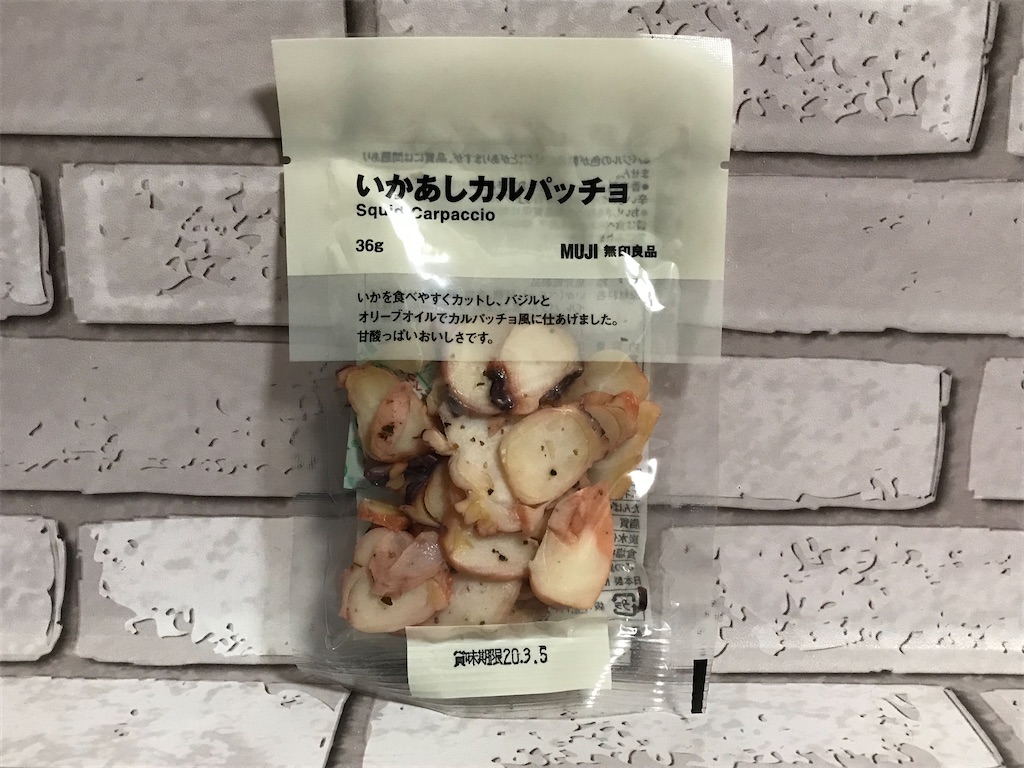 いかあしカルパッチョ
Squid Carpaccio
36g
MUJI 無印良品
いかを食べやすくカットし、バジルと
オリーブオイルでカルパッチョ風に仕あげました。
甘酸っぱいおいしさです。
賞味期限20.3.5